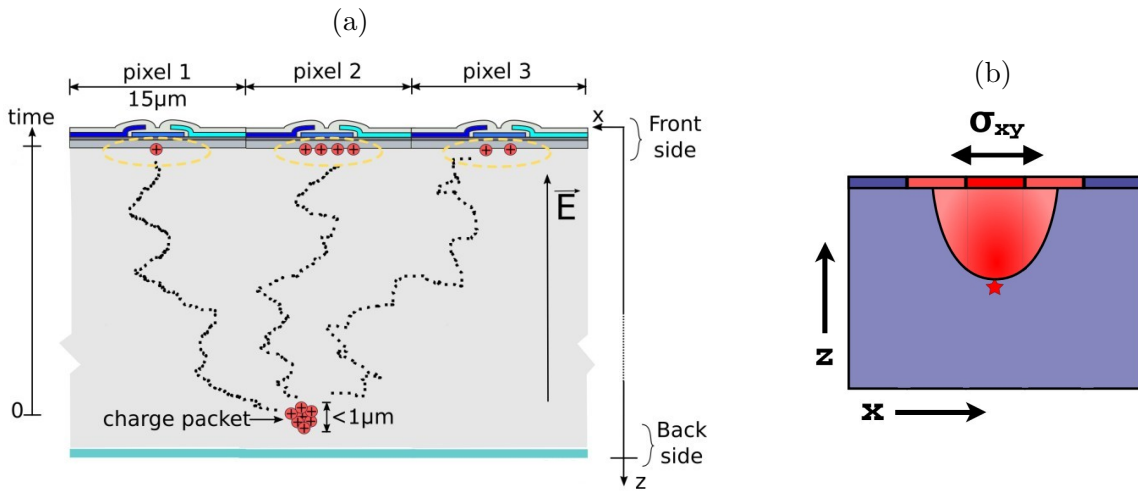 (a)
pixel 1
pixel 2
pixel 3
15μm
time
x
Front
side
E
(b)
σxy
z
x
0
charge packet
<1μm
Back
side
z